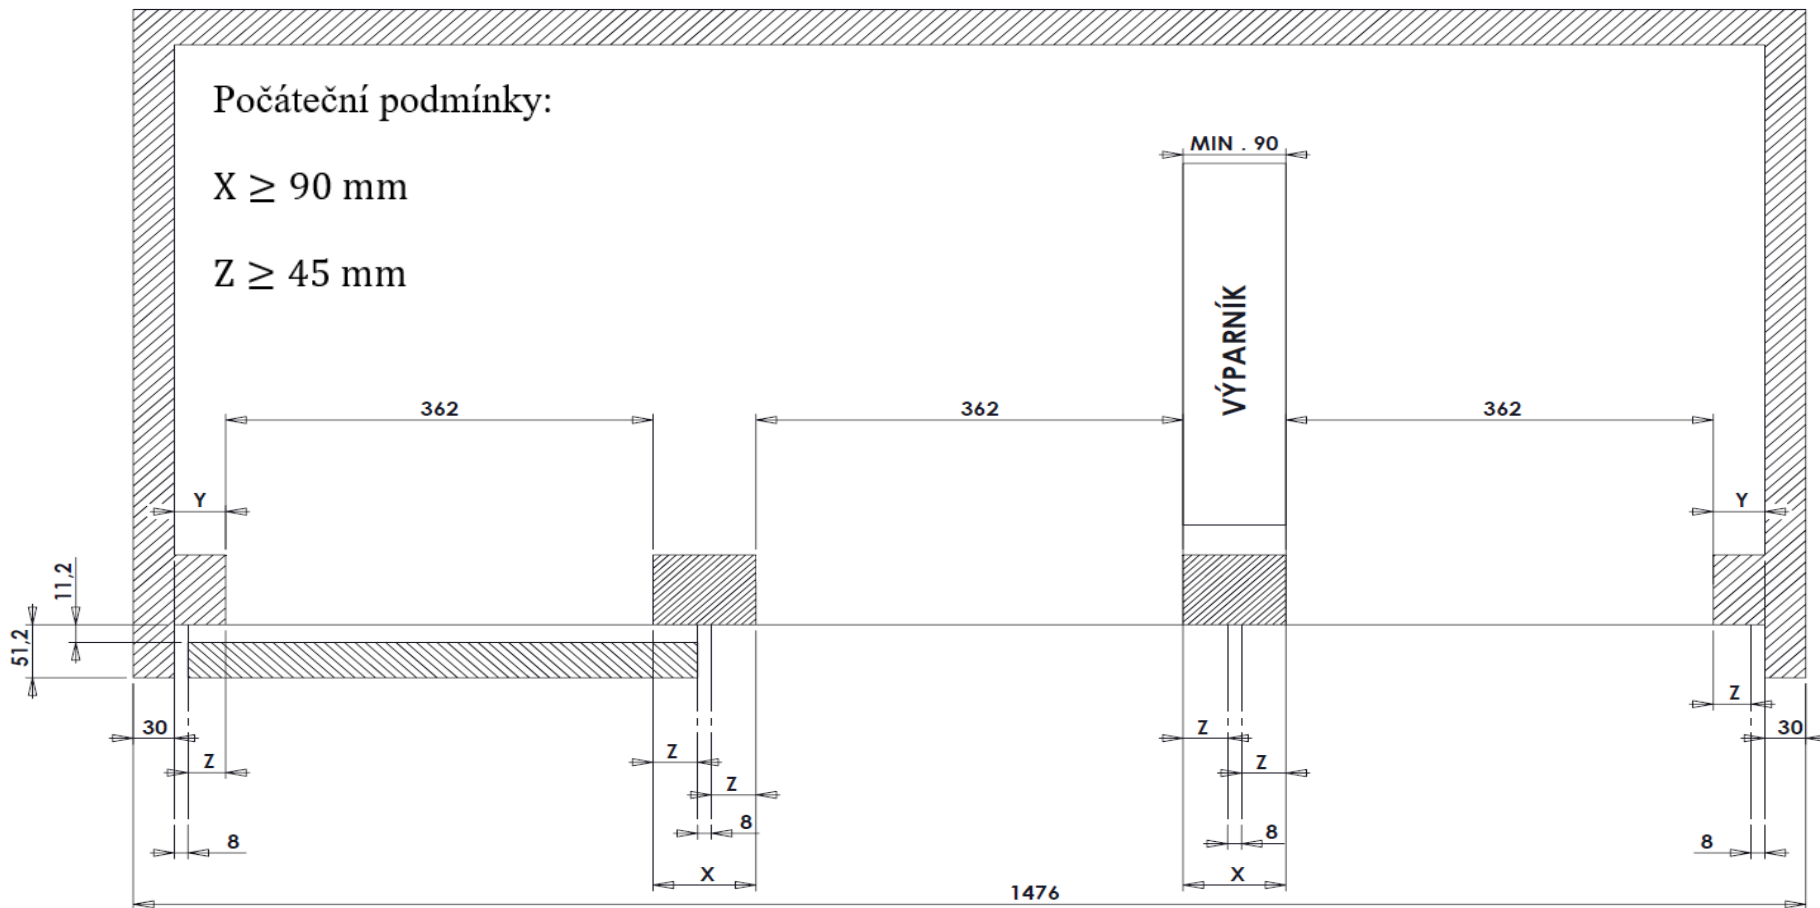 Počáteční podmínky:
X ≥ 90 mm
Z ≥ 45 mm
MIN . 90
VÝPARNÍK
362
362
362
Y
Y
11,2
51,2
30
Z
Z
Z
8
8
X
Z
Z
8
X
Z
30
8
1476